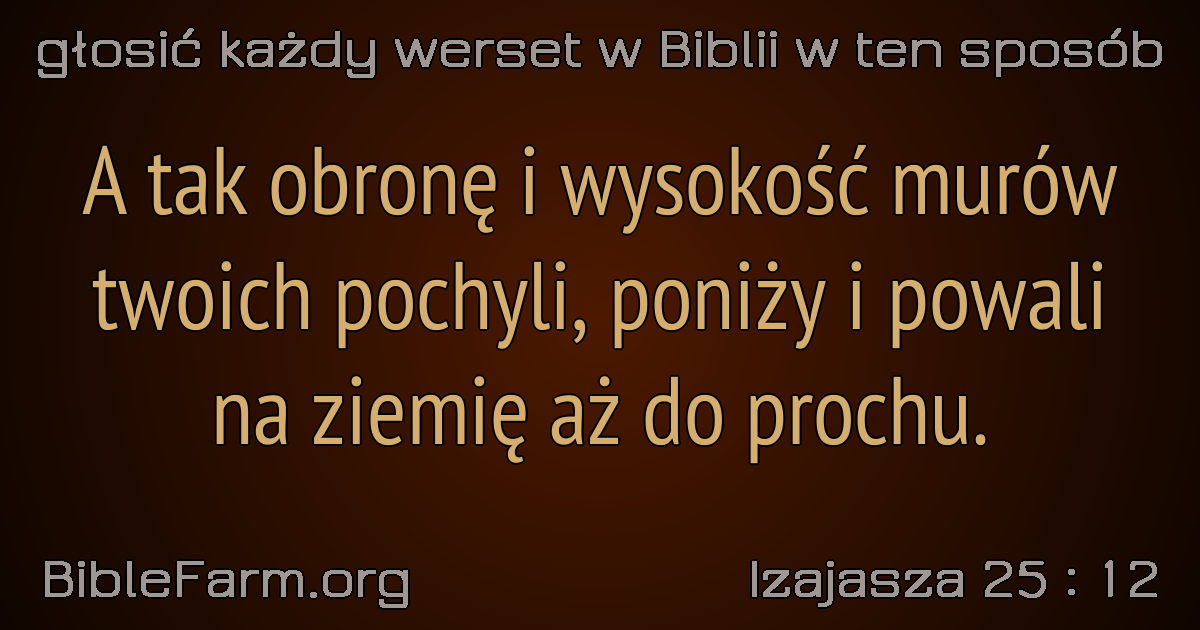 głosić każdy werset w Biblii w ten sposób
A tak obronę i wysokość murów
twoich pochyli, poniży i powali
na ziemię aż do prochu.
BibleFarm.org
Izajasza 25 : 12